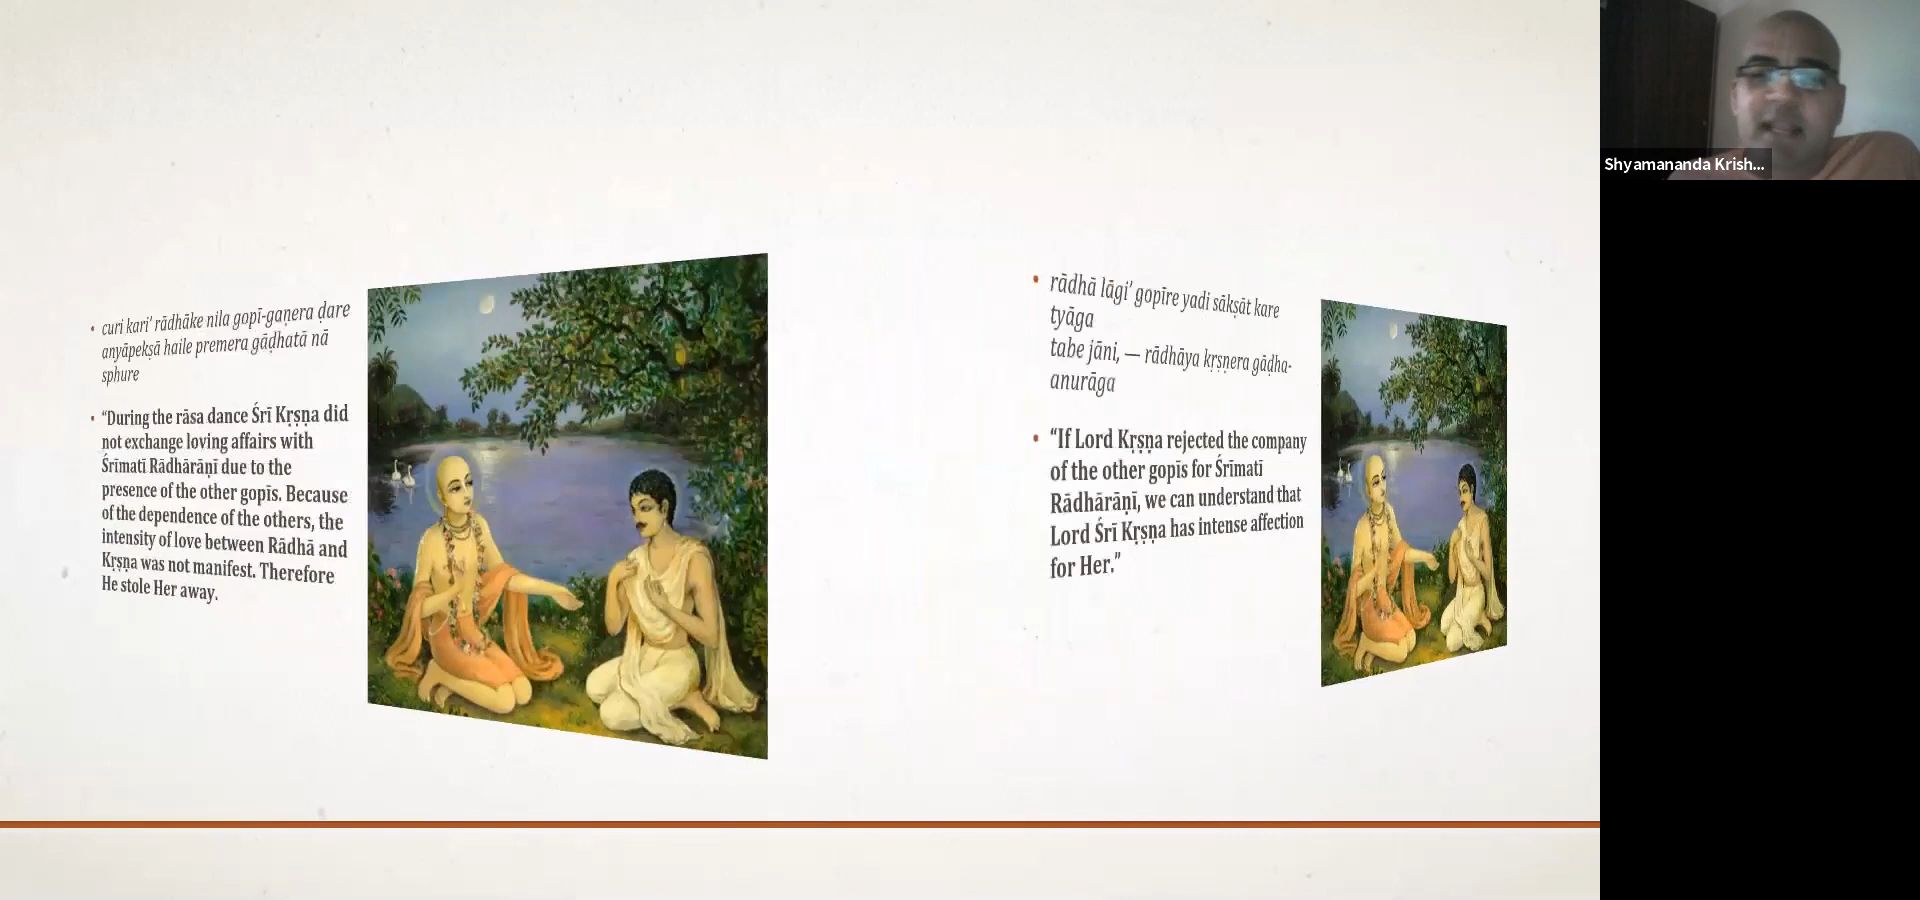 curi kari’ rādhāke nila gopī-gaṇera ḍare
anyāpekṣā haile premera gāḍhatā nā
sphure
“During the rāsa dance Śrī Kṛṣṇa did
not exchange loving affairs with
Śrīmatī Rādhārāṇī due to the
presence of the other gopīs. Because
of the dependence of the others, the
intensity of love between Rādhā and
Kṛṣṇa was not manifest. Therefore
He stole Her away.
rādhā lāgi’ gopīre yadi sākṣāt kare
tyāga
tabe jāni, — rādhāya kṛṣṇera gāḍha-
anurāga
“If Lord Kṛṣṇa rejected the company
of the other gopīs for Śrīmatī
Rādhārāṇī, we can understand that
Lord Śrī Kṛṣṇa has intense affection
for Her.”
Shyamananda Krish...